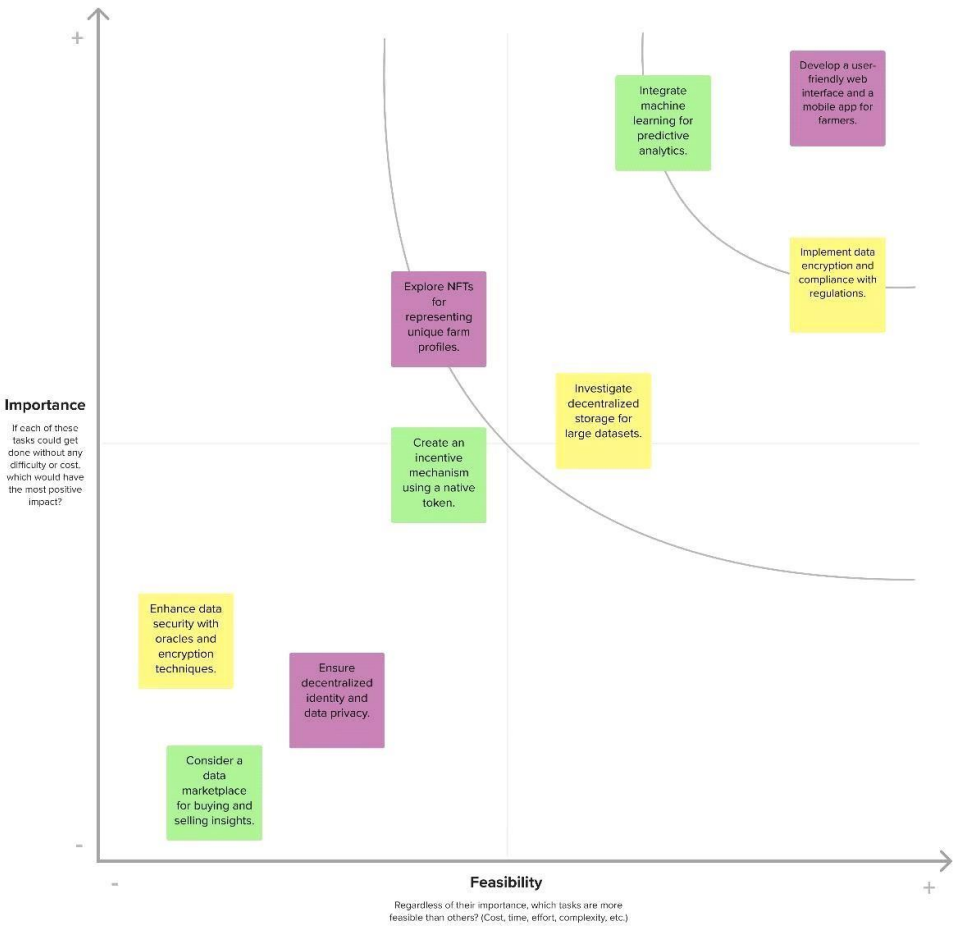 +
Develop a user-
friendly web
interface and a
mobile app for
farmers.
Integrate
machine
learning for
predictive
analytics.
Implement data
encryption and
compliance with
regulations.
Explore NFTs
for
representing
unique farm
profiles.
Investigate
decentralized
storage for
large datasets.
Importance
If each of these
tasks could get
done without any
difficulty or cost,
which would have
the most positive
impact?
Create an
incentive
mechanism
using a native
token.
Enhance data
security with
oracles and
encryption
techniques.
Ensure
decentralized
identity and
data privacy.
Consider a
data
marketplace
for buying and
selling insights.
-
-
Feasibility
+
Regardless of their importance, which tasks are more
feasible than others? (Cost, time, effort, complexity, etc.)